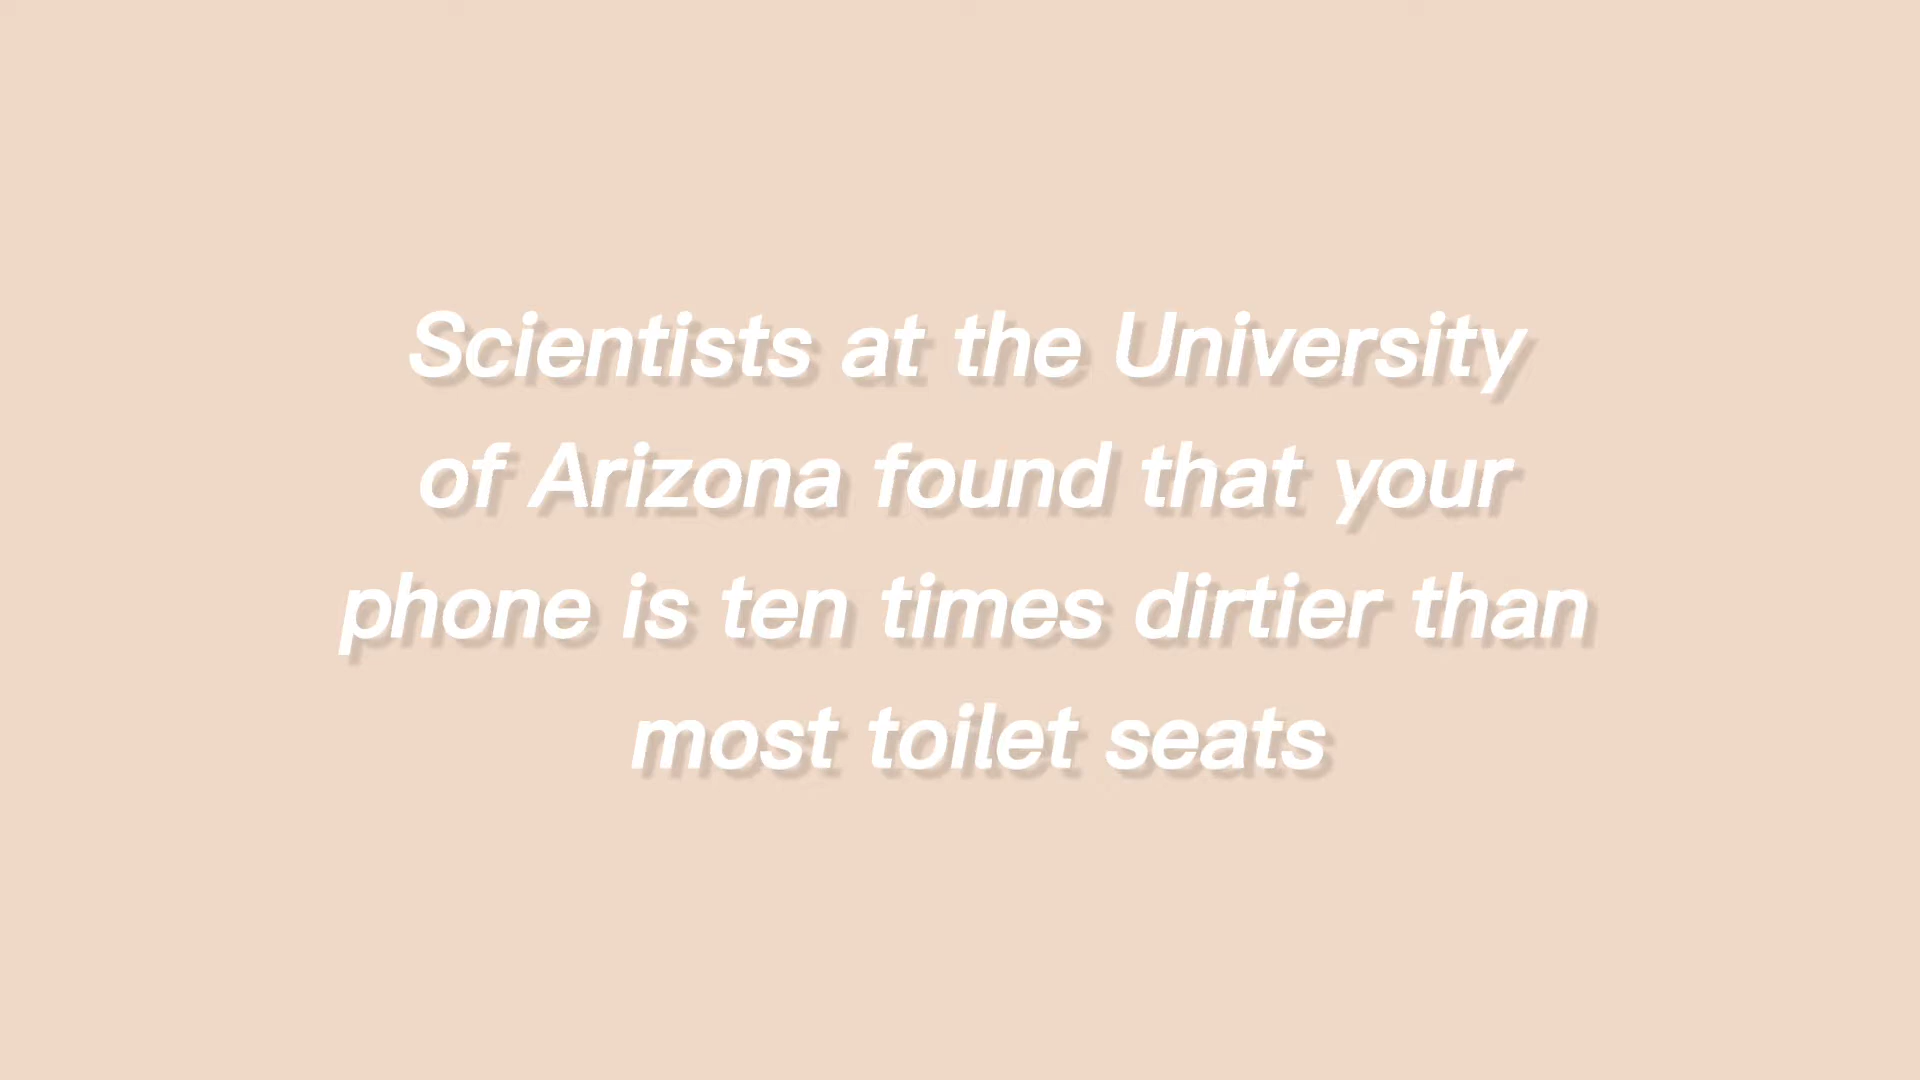 Scientists at the University
of Arizona found that your
phone is ten times dirtier than
most toilet seats